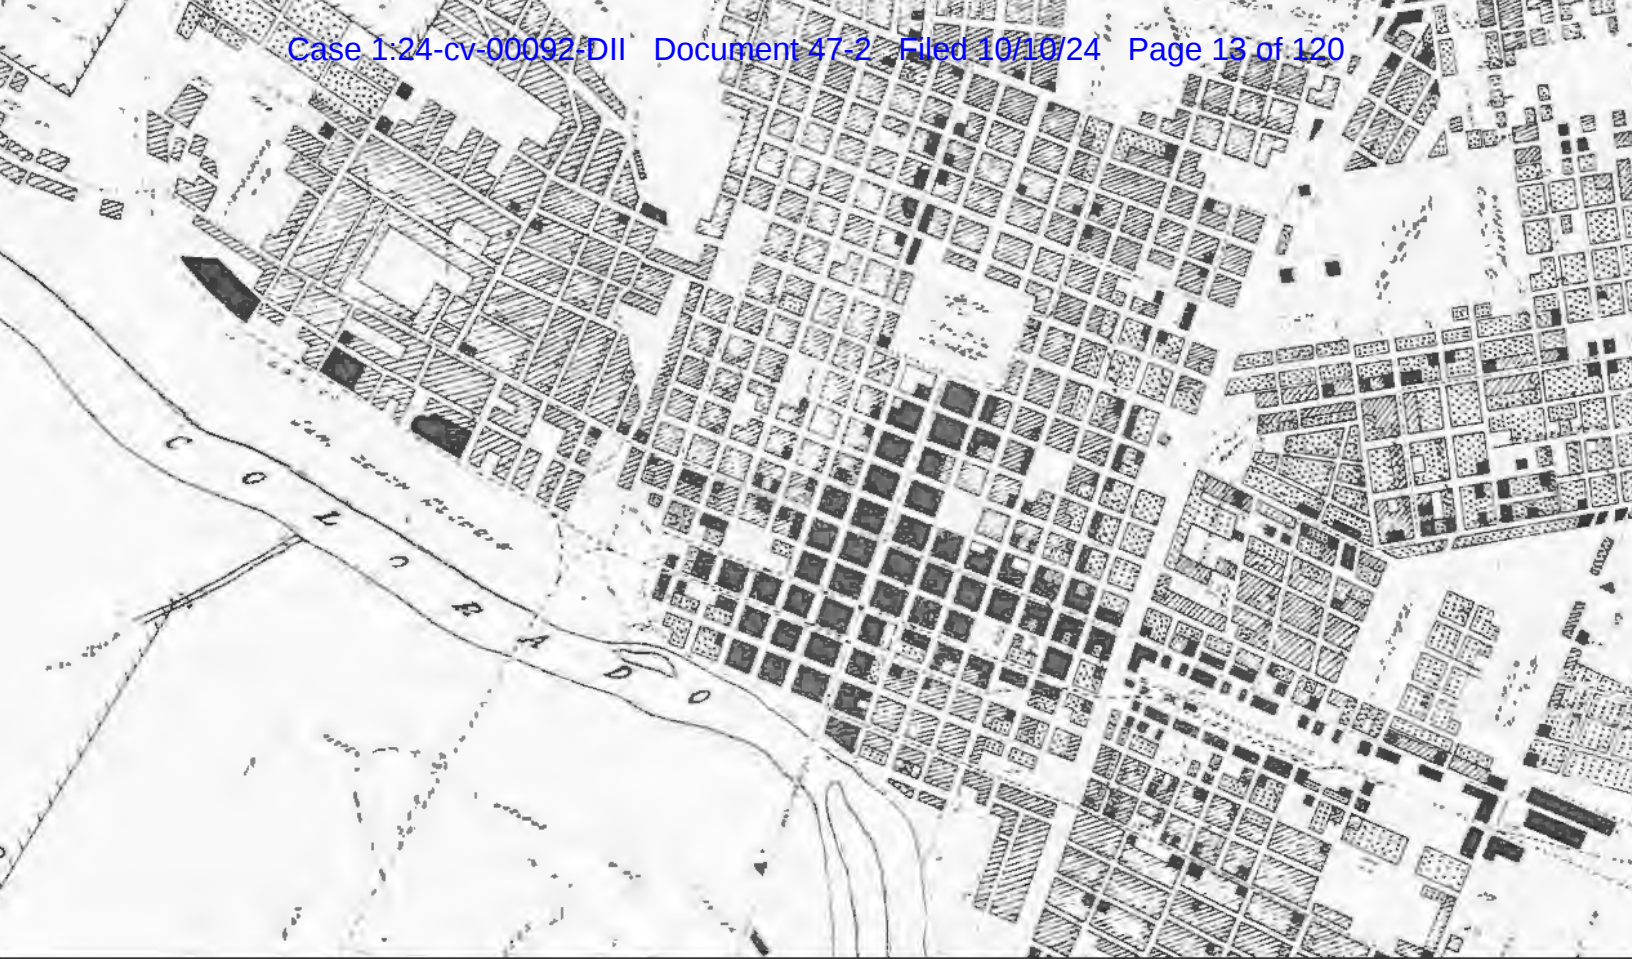 Case 1:24-cv-00092-DII Document 47-2 Filed 10/10/24 Page 13 of 120
COLORADO